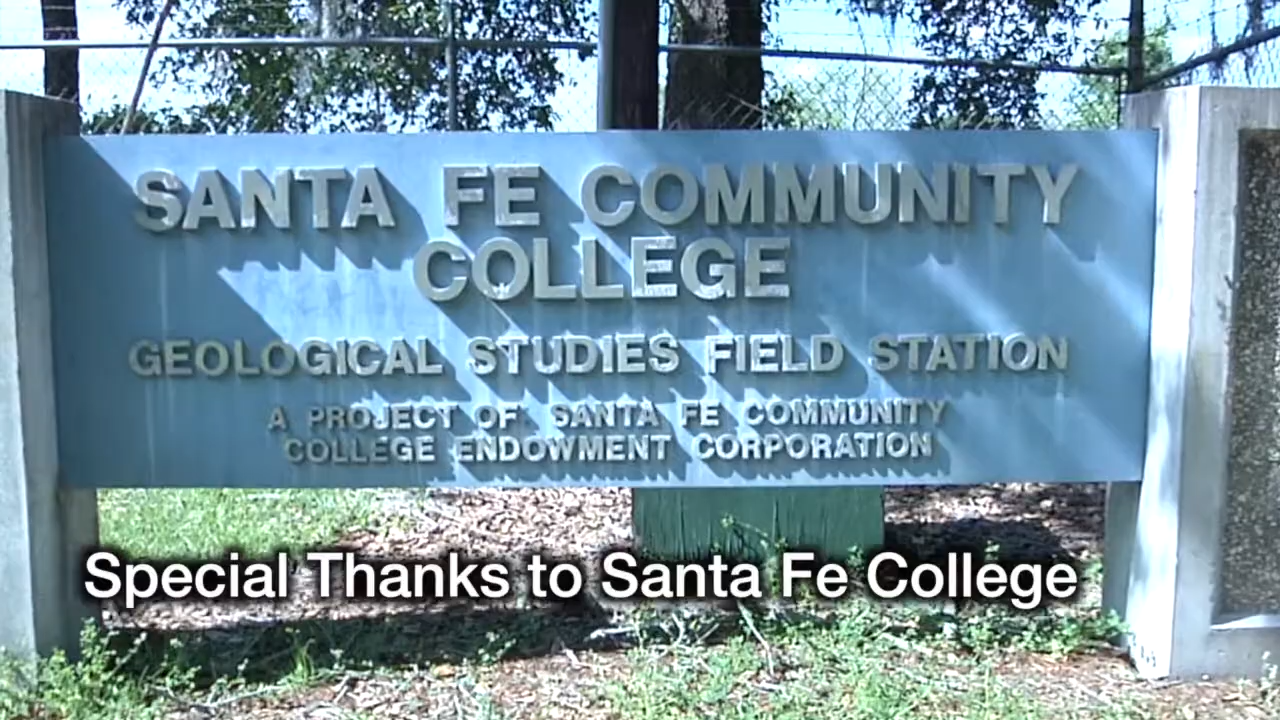 SANTA FE COMMUNITY
COLLEGE
GEOLOGICAL STUDIES FIELD STATION
A PROJECT OF SANTA FE COMMUNITY
COLLEGE ENDOWMENT CORPORATION
Special Thanks to Santa Fe College